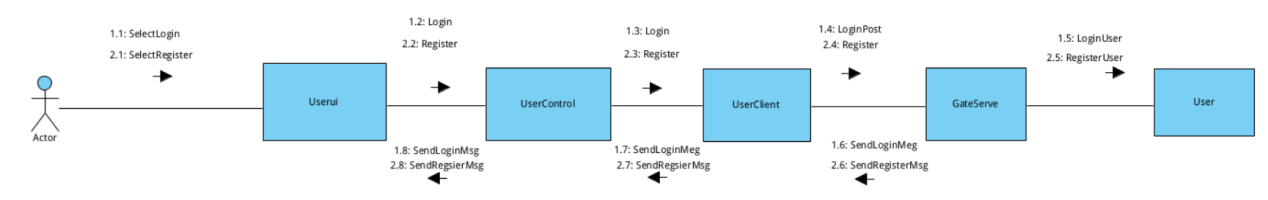 1.1: SelectLogin
2.1: SelectRegister
1.2: Login
2.2: Register
1.3: Login
2.3: Register
1.4: LoginPost
2.4: Register
1.5: LoginUser
2.5: RegisterUser
Actor
Userui
UserControl
UserClient
GateServe
User
1.8: SendLoginMsg
2.8: SendRegsierMsg
1.7: SendLoginMeg
2.7: SendRegsierMsg
1.6: SendLoginMeg
2.6: SendRegisterMsg